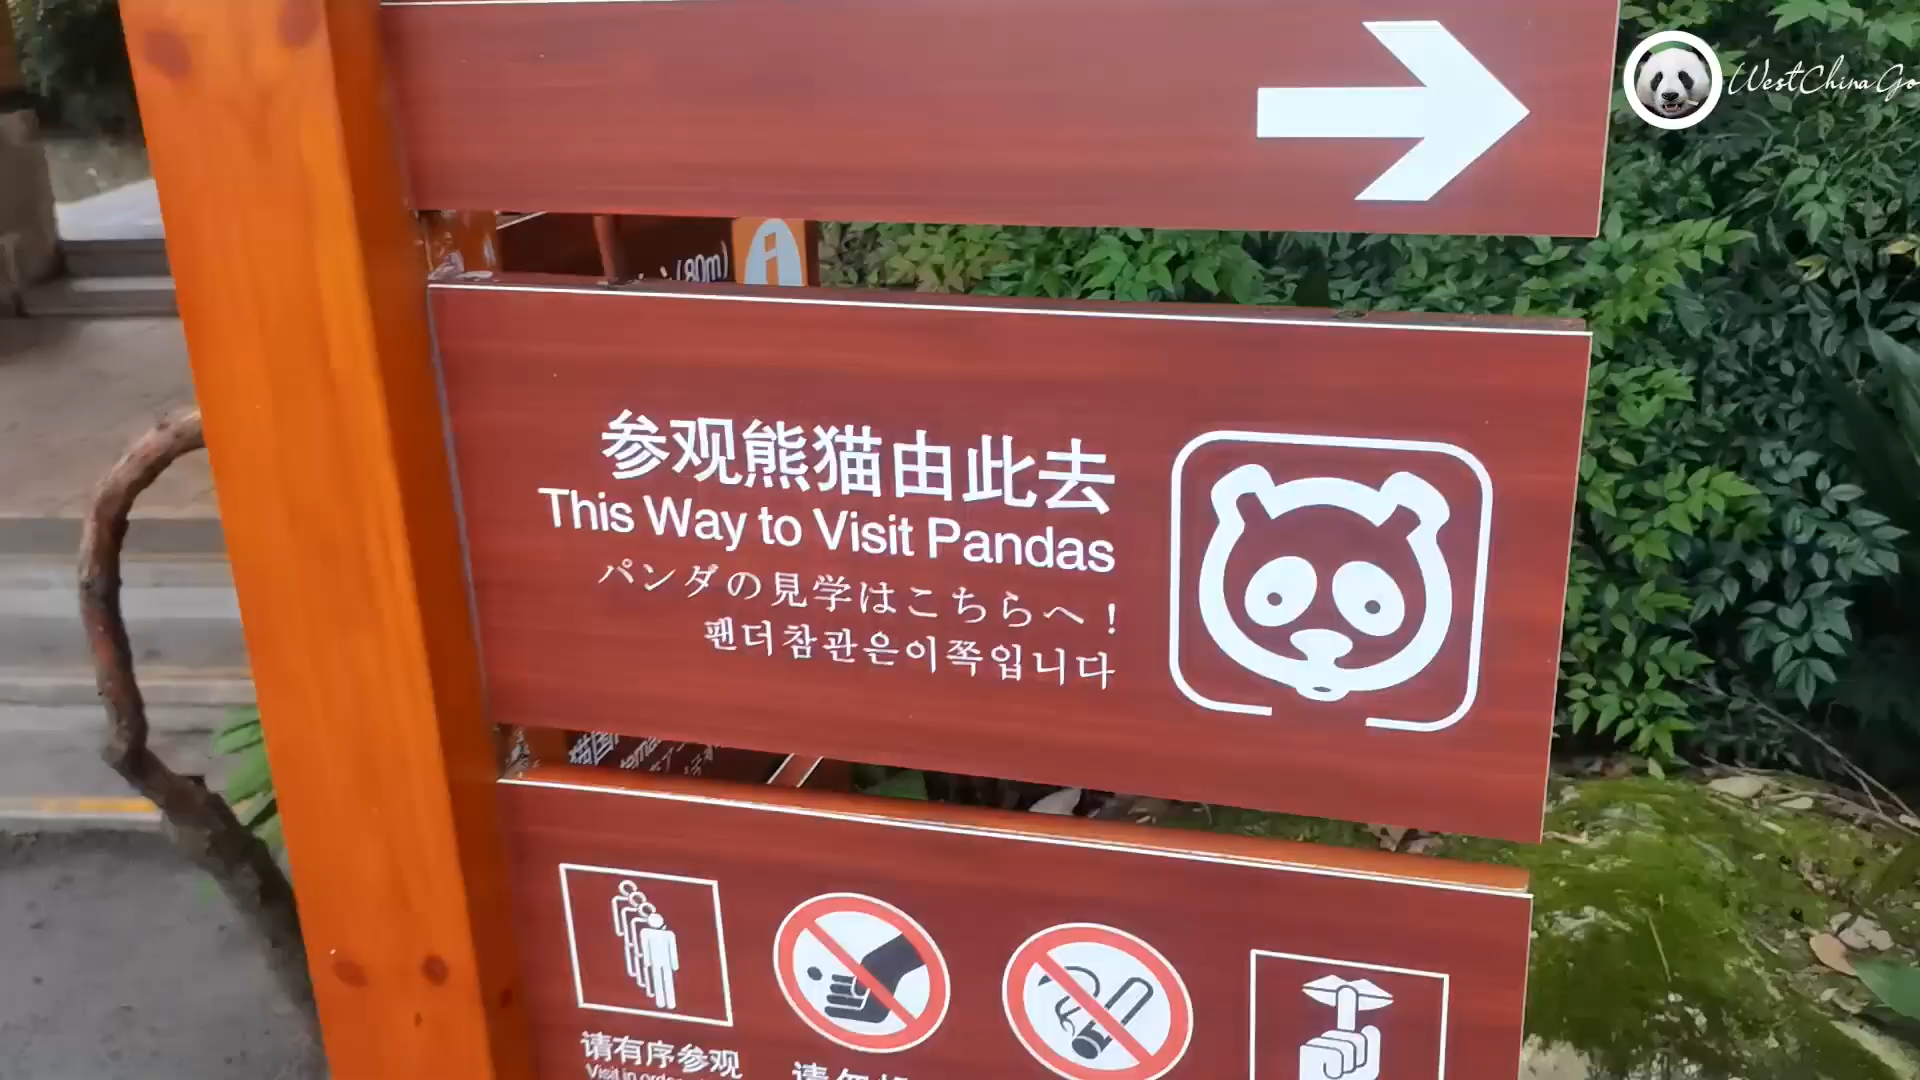 WestChinaGo
(80m)
参观熊猫由此去
This Way to Visit Pandas
パンダの見学はこちらへ！
팬더참관은이쪽입니다
请有序参观
Visit in